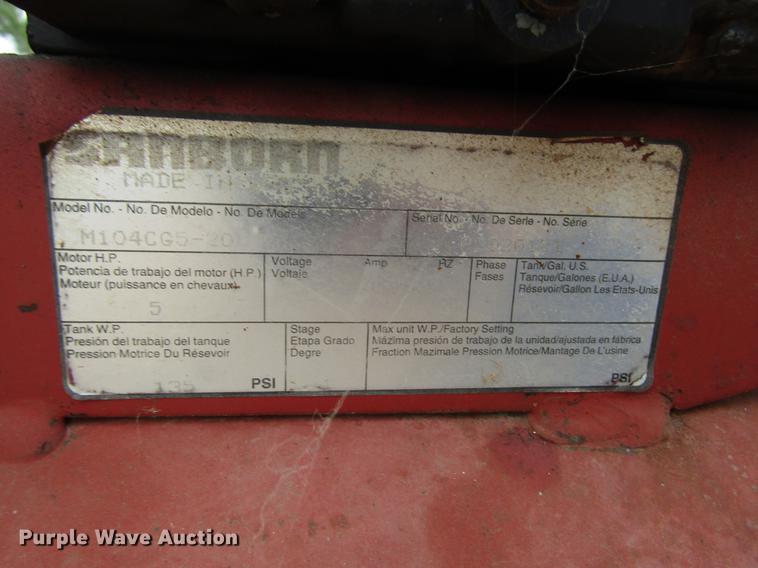 SANBORN
MADE IN
Model No. - No. De Modelo - No. De Modele
M104CG5-20
Serial No. - No. De Serle - No. Série
Motor H.P.
Potencia de trabajo del motor (H.P.)
Moteur (puissance en chevaux)
5
Voltage
Voltaie
Amp
HZ
Phase
Fases
Tank/Gal. U.S.
Tanque/Galones (E.U.A.)
Résevoir/Gallon Les Etats-Unis
Tank W.P.
Presión del trabajo del tanque
Pression Motrice Du Résevoir
135 PSI
Stage
Etapa Grado
Degre
Max unit W.P./Factory Setting
Mázima presión de trabajo de la unidad/ajustada en fábrica
Fraction Mazimale Pression Motrice/Mantage De L'usine
PSI
Purple Wave Auction